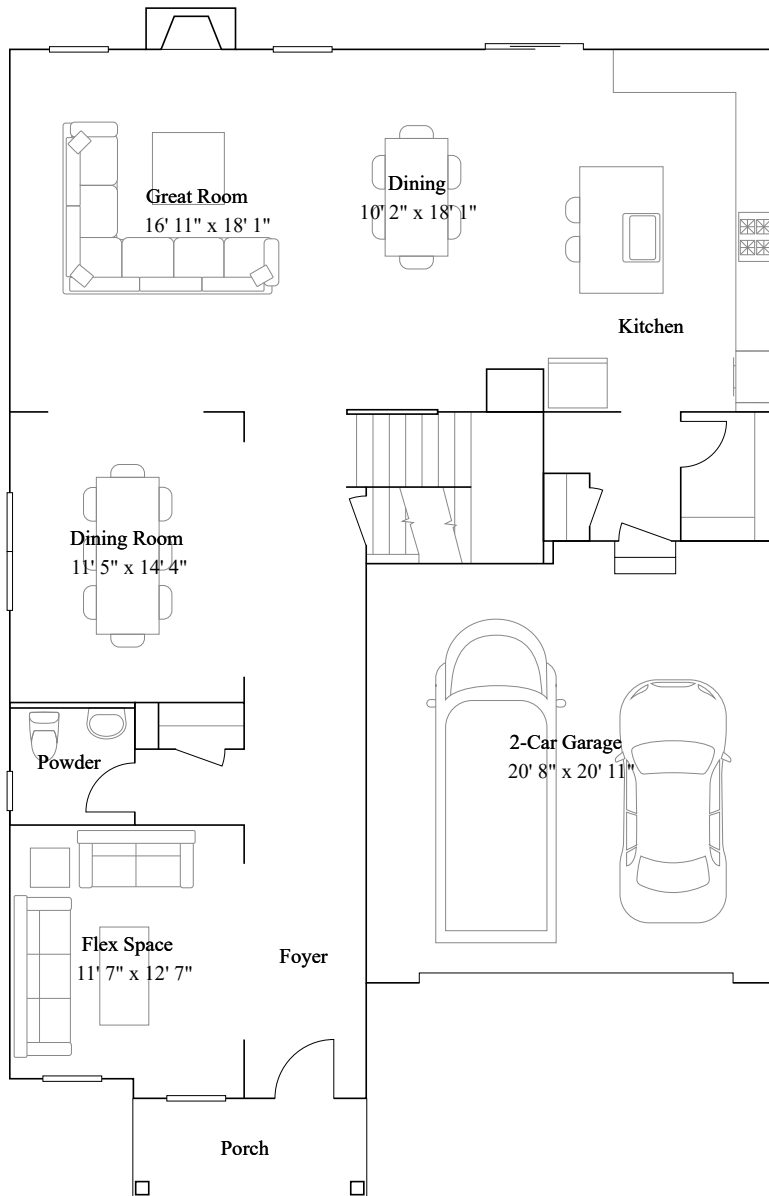 Great Room
16' 11" x 18' 1"
Dining
10' 2" x 18' 1"
Kitchen
Dining Room
11' 5" x 14' 4"
2-Car Garage
20' 8" x 20' 11"
Powder
Flex Space
11' 7" x 12' 7"
Foyer
Porch